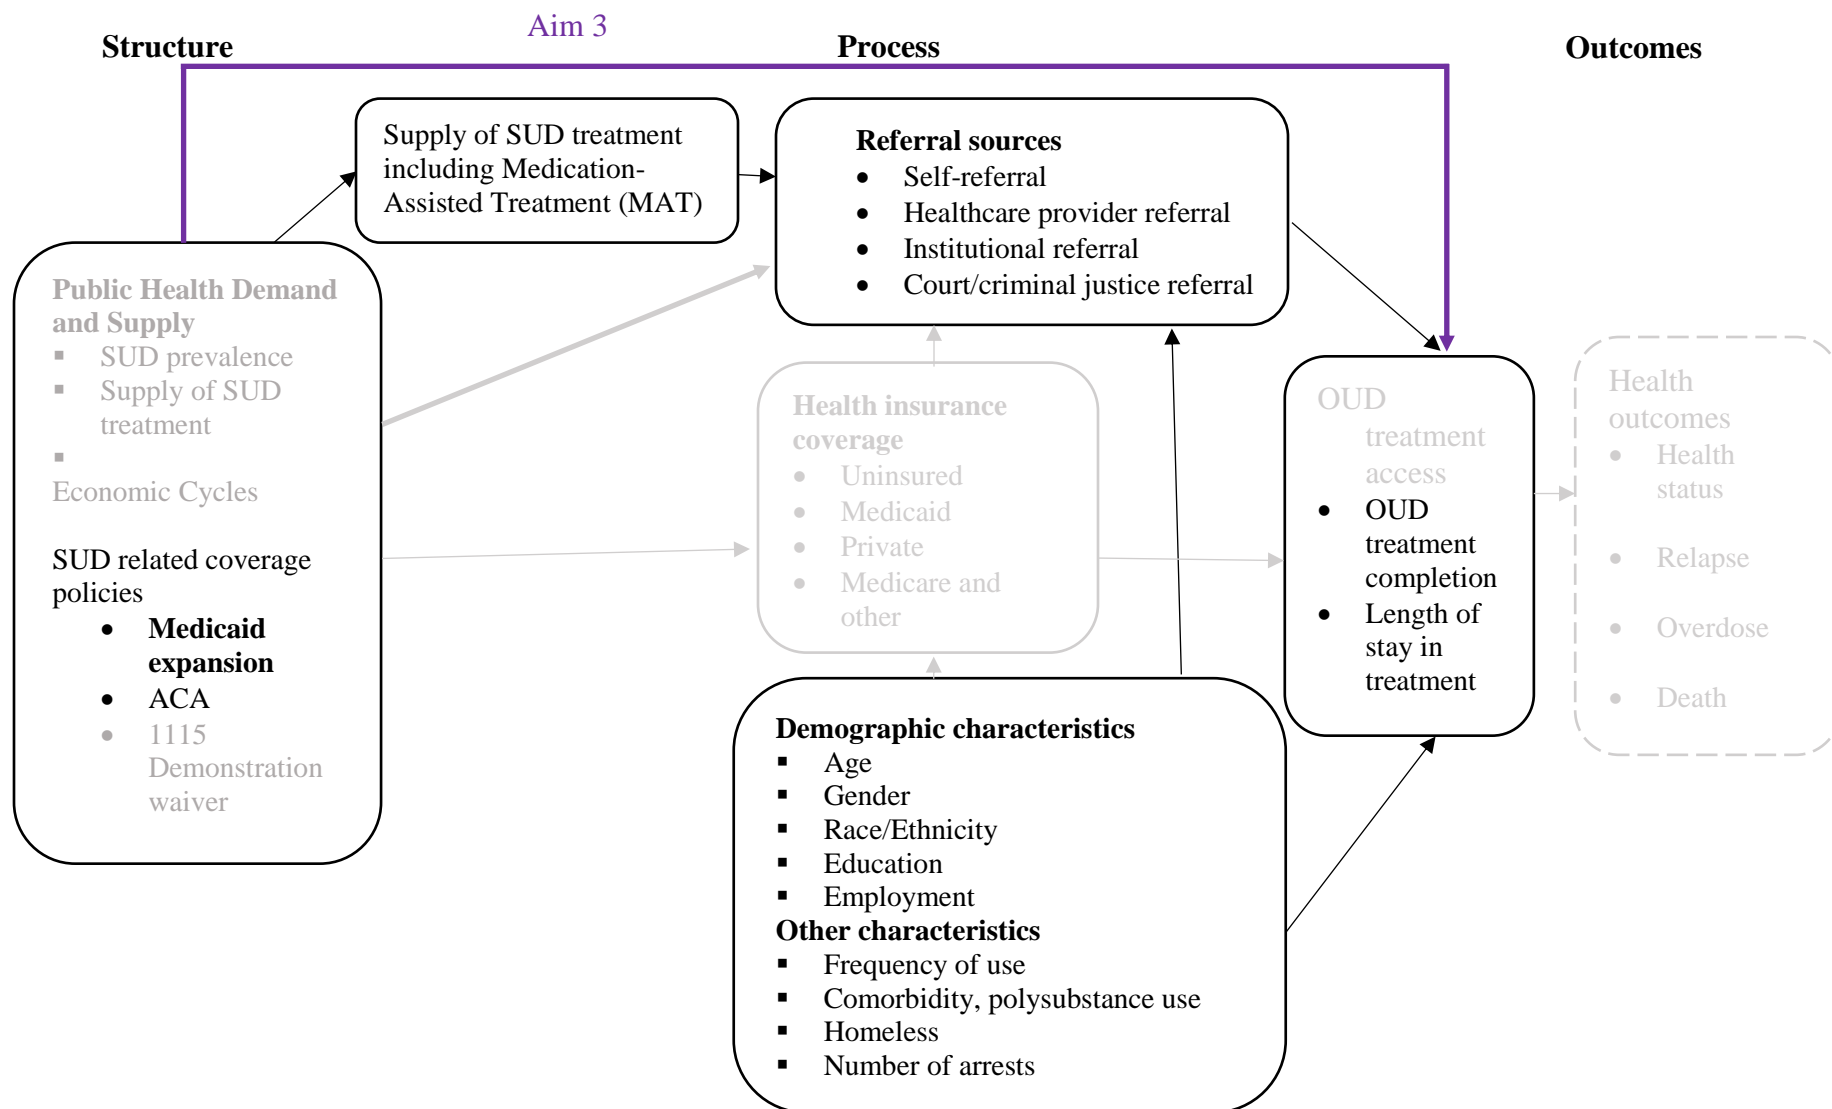 Aim 3
Structure
Process
Outcomes
Supply of SUD treatment
including Medication-
Assisted Treatment (MAT)
Referral sources
• Self-referral
• Healthcare provider referral
• Institutional referral
• Court/criminal justice referral
Public Health Demand
and Supply
▪ SUD prevalence
▪ Supply of SUD
treatment
▪
Economic Cycles
SUD related coverage
policies
• Medicaid
expansion
• ACA
• 1115
Demonstration
waiver
Health insurance
coverage
• Uninsured
• Medicaid
• Private
• Medicare and
other
OUD
treatment
access
• OUD
treatment
completion
• Length of
stay in
treatment
Health
outcomes
• Health
status
• Relapse
• Overdose
• Death
Demographic characteristics
▪ Age
▪ Gender
▪ Race/Ethnicity
▪ Education
▪ Employment
Other characteristics
▪ Frequency of use
▪ Comorbidity, polysubstance use
▪ Homeless
▪ Number of arrests